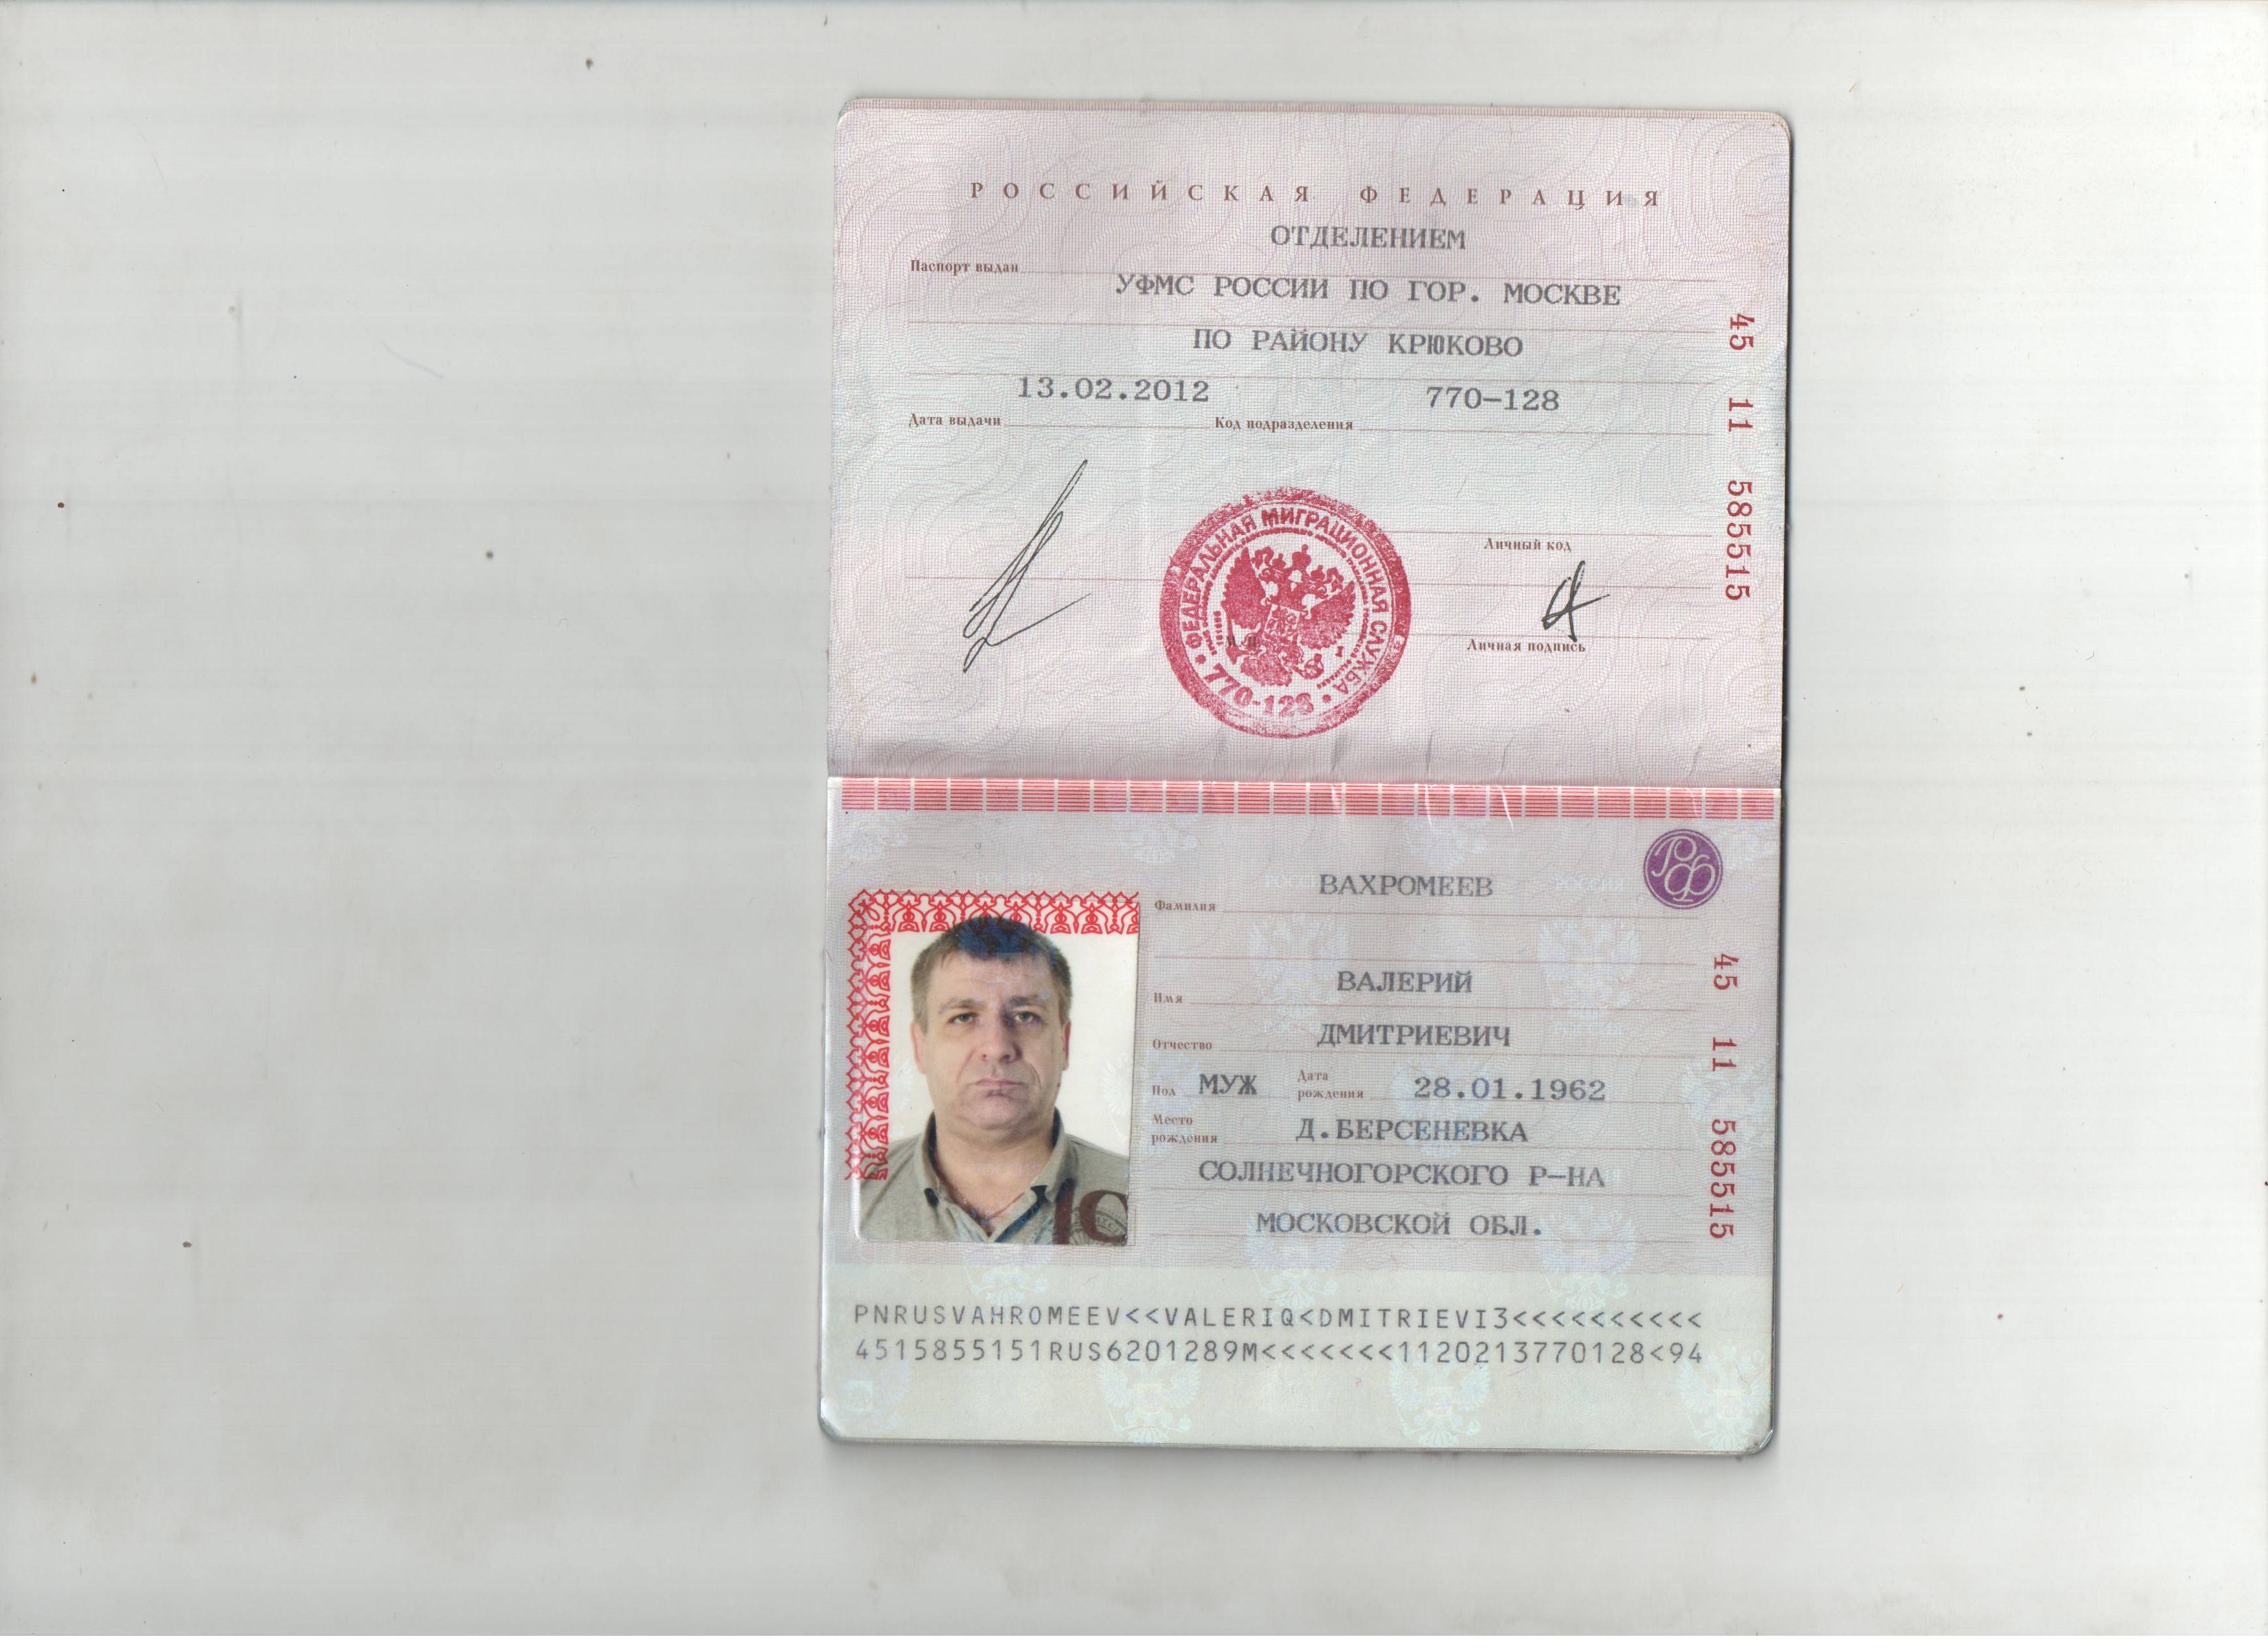 РОССИЙСКАЯ ФЕДЕРАЦИЯ
ОТДЕЛЕНИЕМ
Паспорт выдан
УФМС РОССИИ ПО ГОР. МОСКВЕ
ПО РАЙОНУ КРЮКОВО
13.02.2012 770-128
Дата выдачи Код подразделения
45 11 585515
ФЕДЕРАЛЬНАЯ МИГРАЦИОННАЯ СЛУЖБА
770-128
М.П.
Личный код
Личная подпись
РФ
ВАХРОМЕЕВ
Фамилия
ВАЛЕРИЙ
Имя
ДМИТРИЕВИЧ
Отчество
Пол МУЖ Дата рождения 28.01.1962
Место рождения Д.БЕРСЕНЕВКА
СОЛНЕЧНОГОРСКОГО Р-НА
МОСКОВСКОЙ ОБЛ.
45 11 585515
PNRUSVAHROMEEV<<VALERIQ<DMITRIEVI3<<<<<<<<<<
4515855151RUS6201289M<<<<<<<1120213770128<94